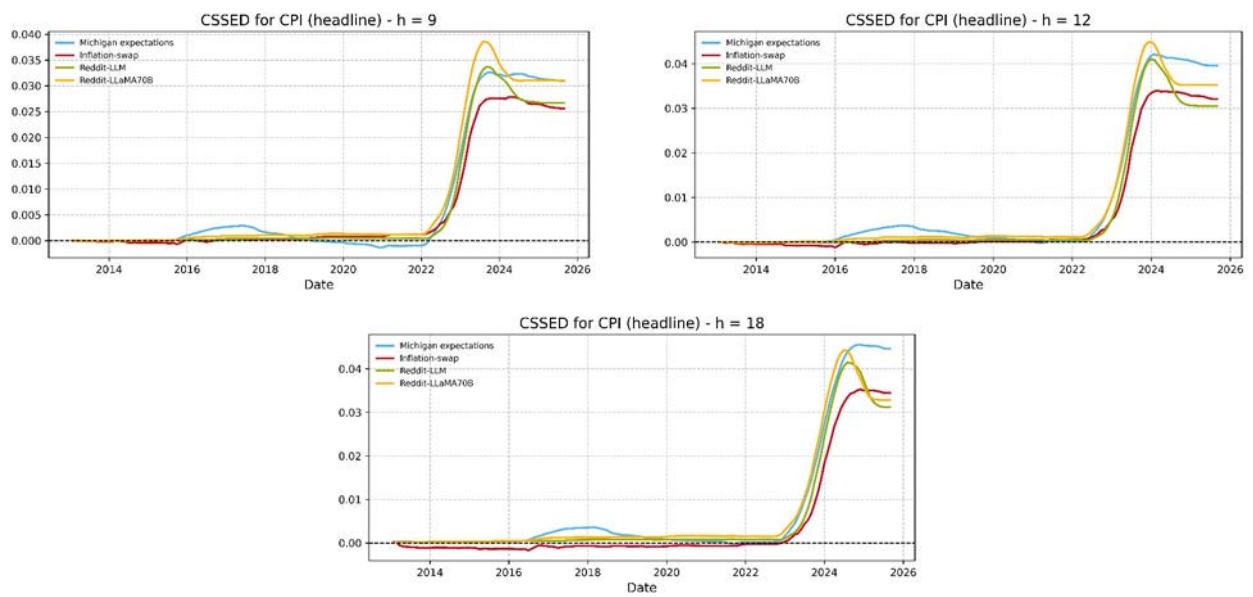 CSSED for CPI (headline) - h = 9
Michigan expectations
Inflation-swap
Reddit-LLM
Reddit-LLaMA70B
0.040
0.035
0.030
0.025
0.020
0.015
0.010
0.005
0.000
2014 2016 2018 2020 2022 2024 2026
Date
CSSED for CPI (headline) - h = 12
Michigan expectations
Inflation-swap
Reddit-LLM
Reddit-LLaMA70B
0.04
0.03
0.02
0.01
0.00
2014 2016 2018 2020 2022 2024 2026
Date
CSSED for CPI (headline) - h = 18
Michigan expectations
Inflation-swap
Reddit-LLM
Reddit-LLaMA70B
0.04
0.03
0.02
0.01
0.00
2014 2016 2018 2020 2022 2024 2026
Date